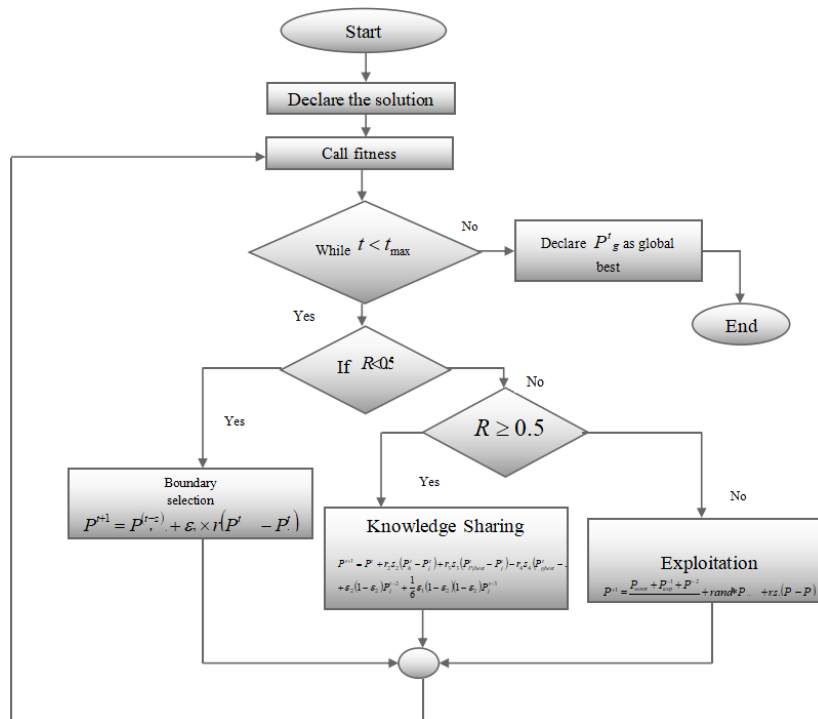 Start
Declare the solution
Call fitness
While t < t_max
No
Declare P^t_g as global
best
End
Yes
If R<0.5
No
Yes
R ≥ 0.5
Yes
No
Boundary
selection
P^{t+1} = P^{(t-s)} + ε × r(P^t - P^t)
Knowledge Sharing
Exploitation